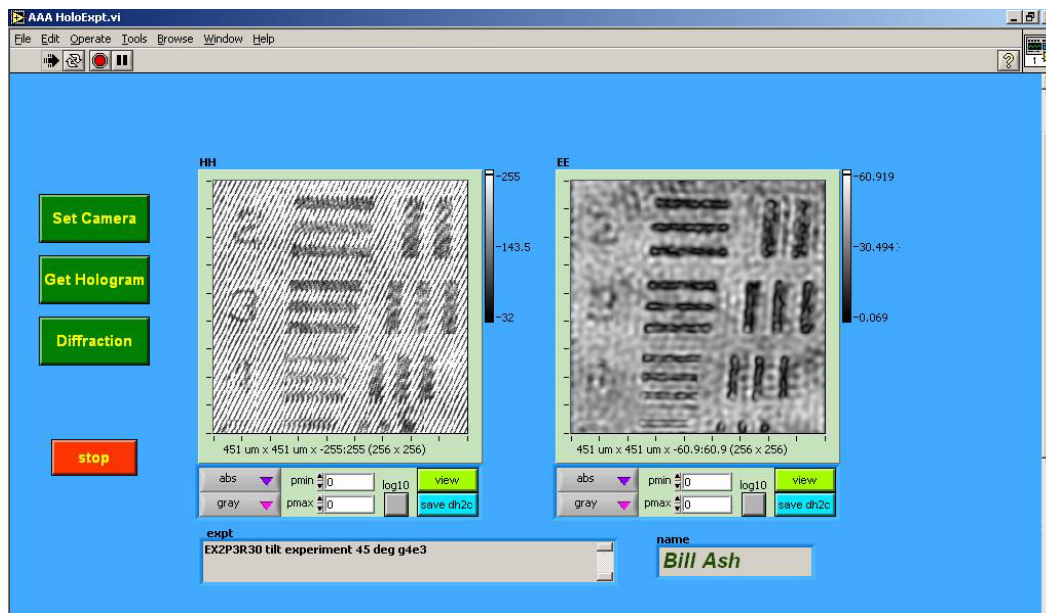 AAA HoloExpt.vi
File Edit Operate Tools Browse Window Help
1
HH
EE
255
143.5
32
60.919
30.494
0.069
2
3
4
Set Camera
Get Hologram
Diffraction
stop
451 um x 451 um x -255:255 (256 x 256)
451 um x 451 um x -60.9:60.9 (256 x 256)
abs pmin 0 log10 view
gray pmax 0 save dh2c
abs pmin 0 log10 view
gray pmax 0 save dh2c
expt
EX2P3R30 tilt experiment 45 deg g4e3
name
Bill Ash